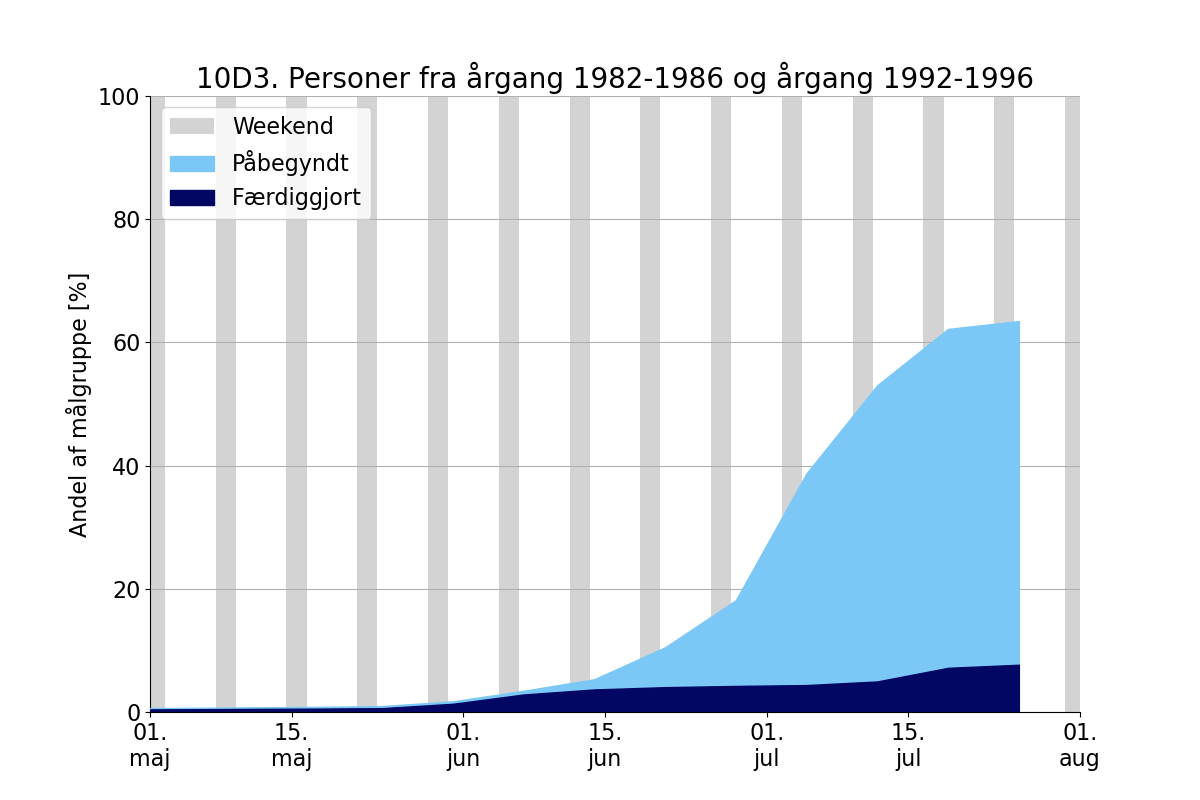 10D3. Personer fra årgang 1982-1986 og årgang 1992-1996
100
80
60
40
20
0
Andel af målgruppe [%]
Weekend
Påbegyndt
Færdiggjort
01. maj
15. maj
01. jun
15. jun
01. jul
15. jul
01. aug